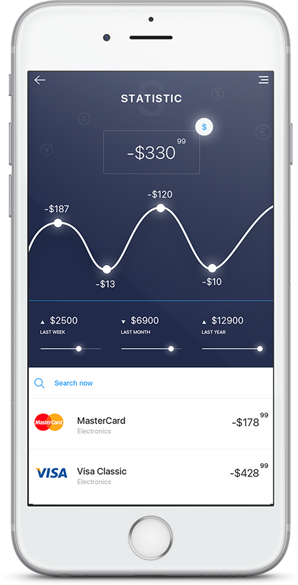 STATISTIC
$
-$330 99
-$187
-$120
-$13
-$10
▲ $2500 ▼ $6900 ▲ $12900
LAST WEEK LAST MONTH LAST YEAR
Search now
MasterCard MasterCard -$178 99
Electronics
VISA Visa Classic -$428 99
Electronics